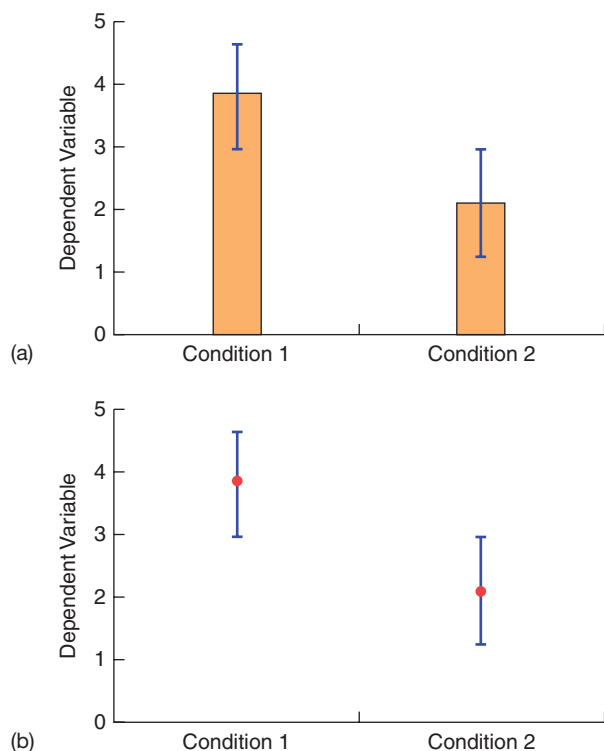 5
4
3
2
1
0
Dependent Variable
Condition 1
Condition 2
(a)
5
4
3
2
1
0
Dependent Variable
Condition 1
Condition 2
(b)